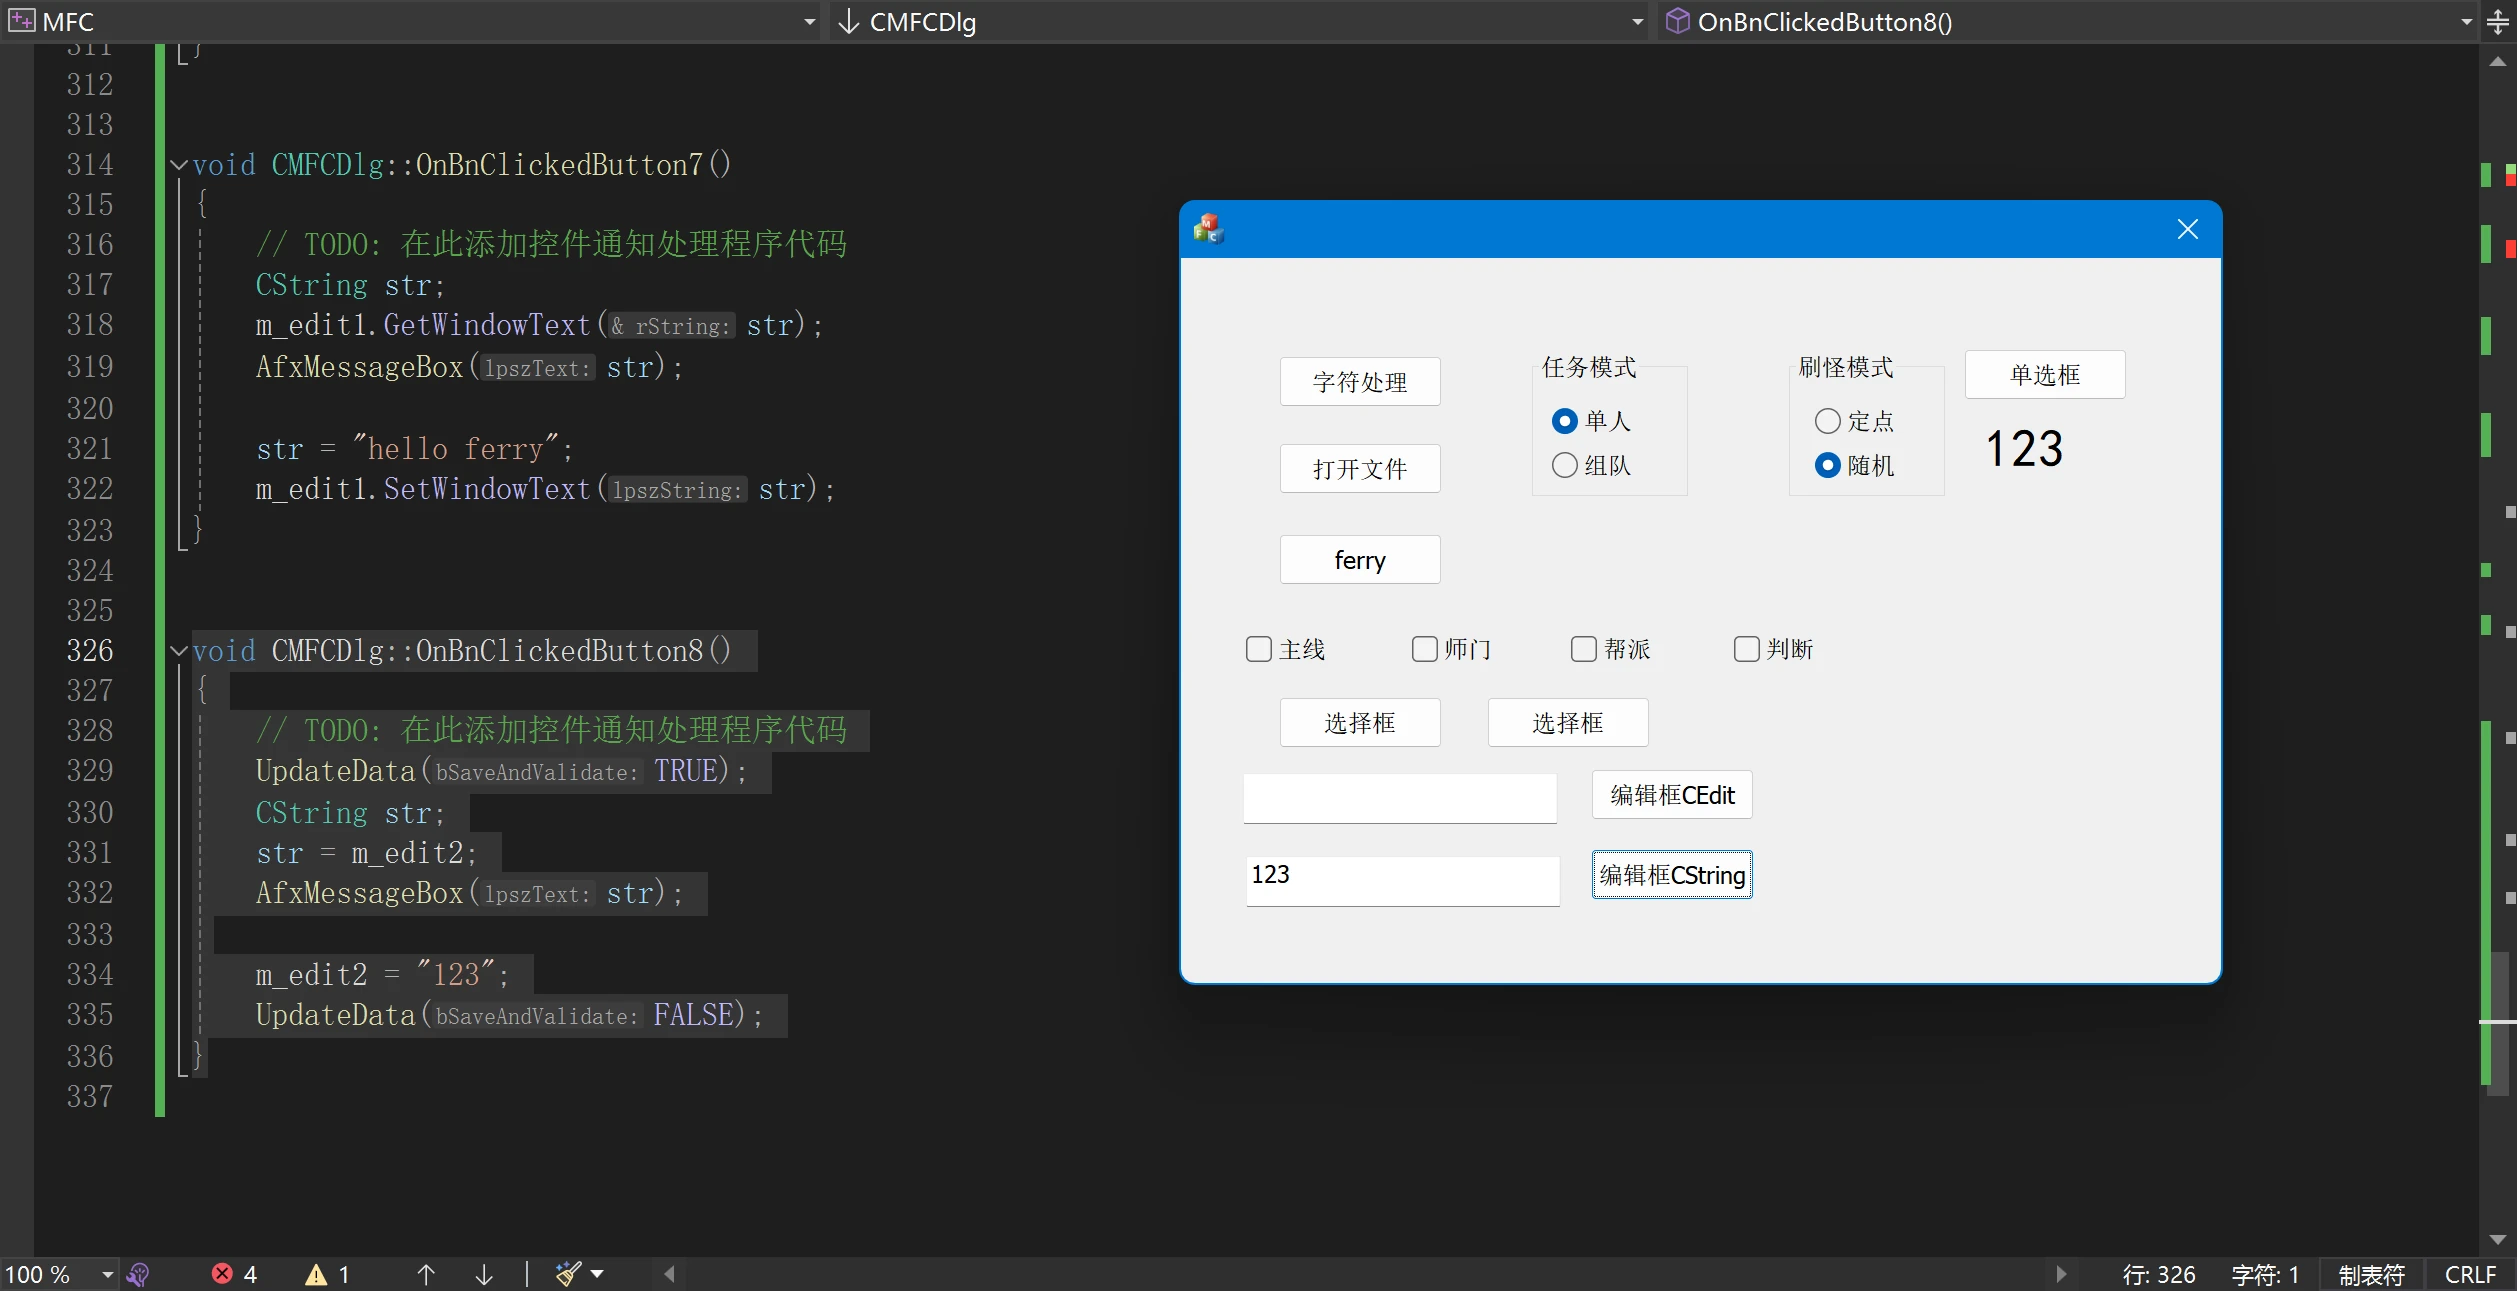 MFC
CMFCDlg
OnBnClickedButton8()
311 }
312
313
314 void CMFCDlg::OnBnClickedButton7()
315 {
316 // TODO: 在此添加控件通知处理程序代码
317 CString str;
318 m_edit1.GetWindowText(& rString: str);
319 AfxMessageBox(lpszText: str);
320
321 str = "hello ferry";
322 m_edit1.SetWindowText(lpszString: str);
323 }
324
325
326 void CMFCDlg::OnBnClickedButton8()
327 {
328 // TODO: 在此添加控件通知处理程序代码
329 UpdateData(bSaveAndValidate: TRUE);
330 CString str;
331 str = m_edit2;
332 AfxMessageBox(lpszText: str);
333
334 m_edit2 = "123";
335 UpdateData(bSaveAndValidate: FALSE);
336 }
337
字符处理
打开文件
ferry
任务模式
单人
组队
刷怪模式
定点
随机
单选框
123
主线 师门 帮派 判断
选择框 选择框
编辑框CEdit
123 编辑框CString
100 % 4 1 行: 326 字符: 1 制表符 CRLF